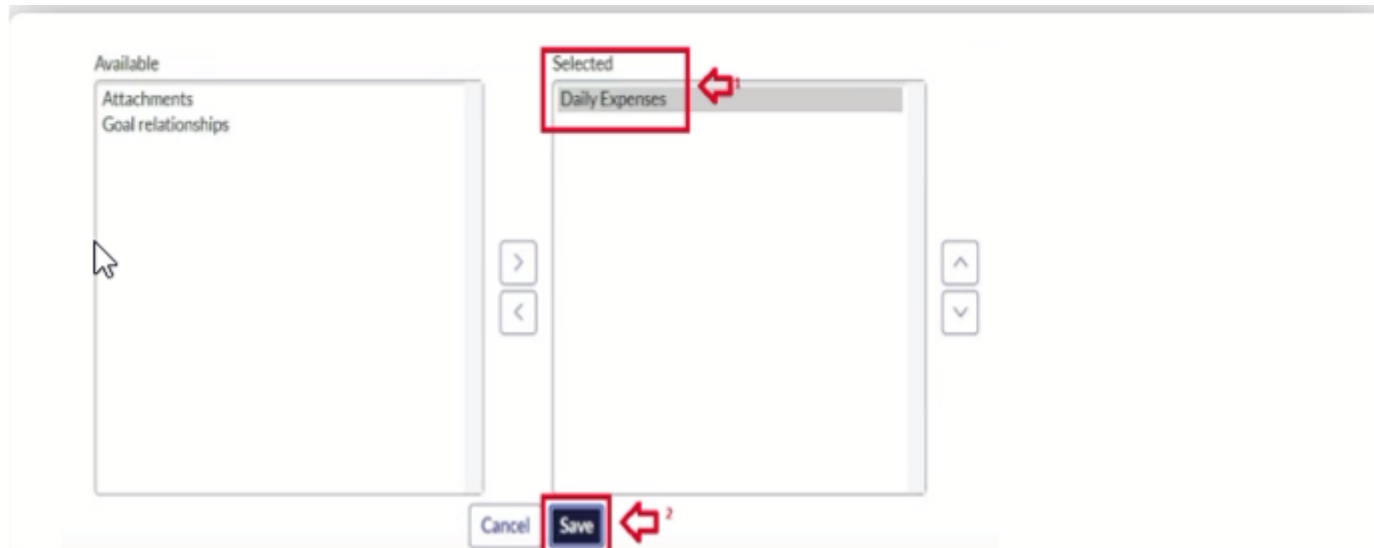 Available
Attachments
Goal relationships
Selected
Daily Expenses
1
Cancel
Save
2